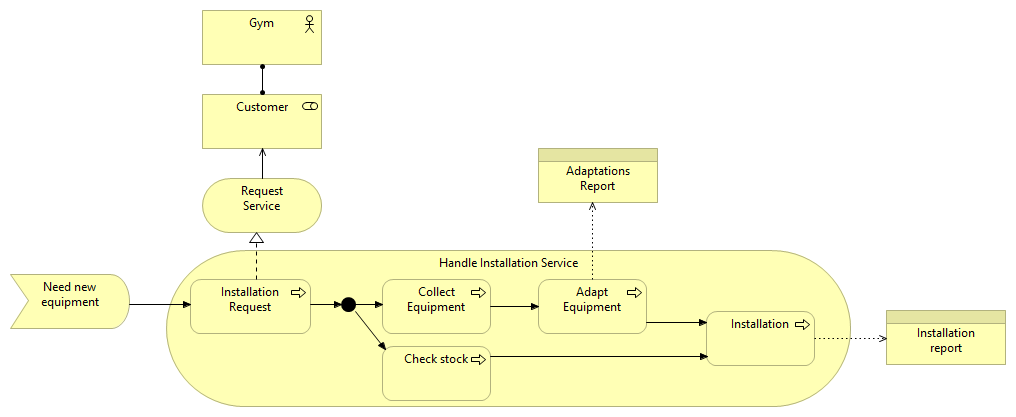 Gym
Customer
Request
Service
Adaptations
Report
Handle Installation Service
Need new
equipment
Installation
Request
Collect
Equipment
Adapt
Equipment
Installation
Check stock
Installation
report